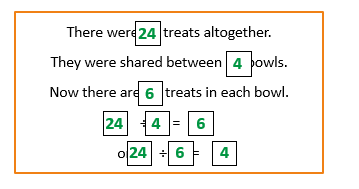 There were 24 treats altogether.
They were shared between 4 bowls.
Now there are 6 treats in each bowl.
24 ÷ 4 = 6
or 24 ÷ 6 = 4